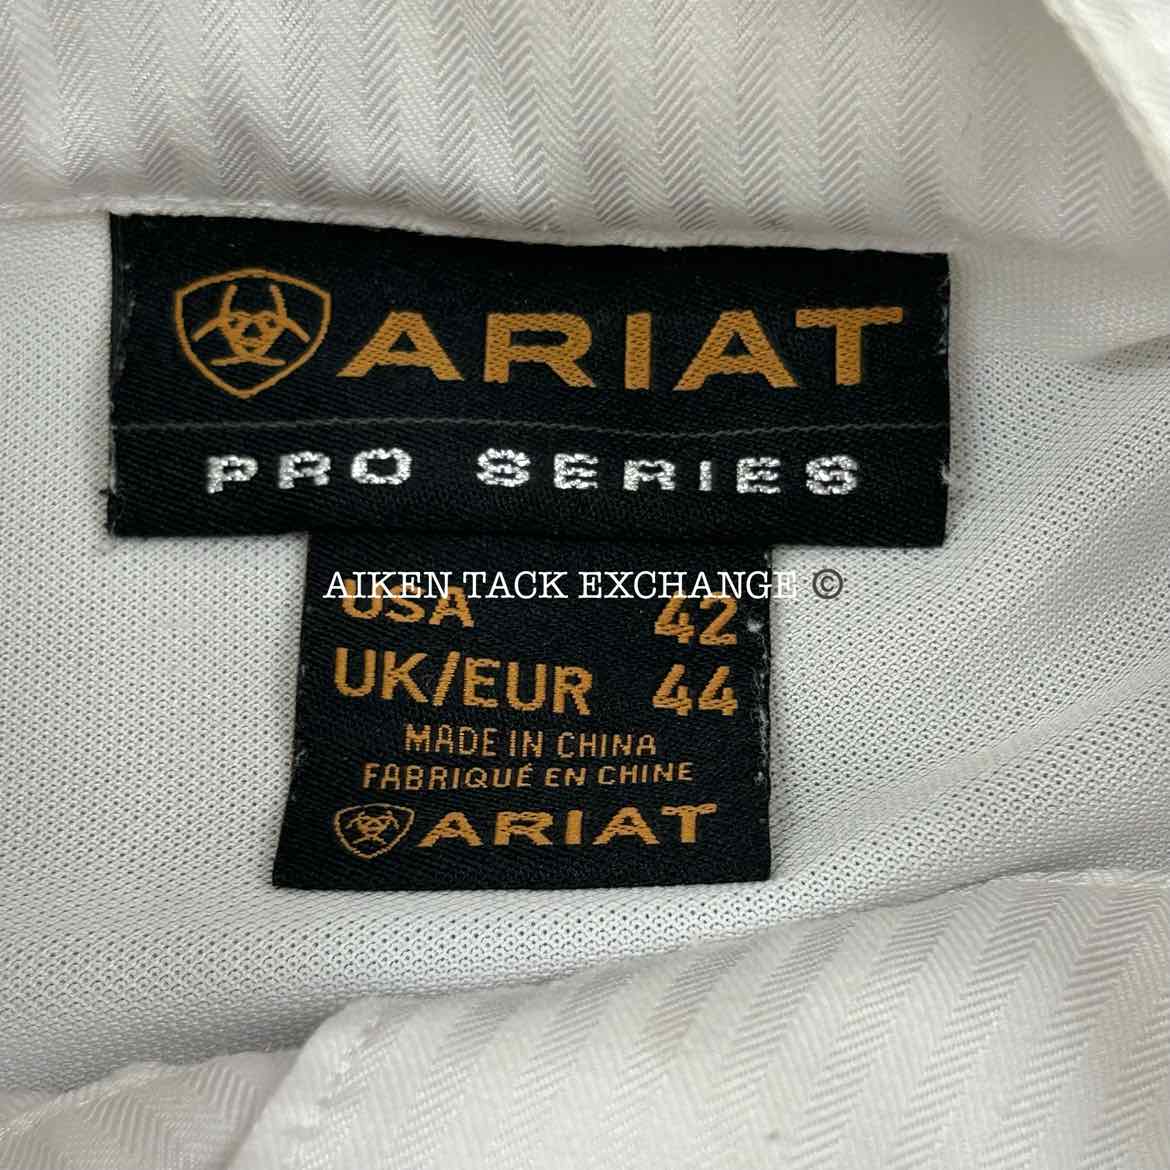 ARIAT
PRO SERIES
AIKEN TACK EXCHANGE ©
USA 42
UK/EUR 44
MADE IN CHINA
FABRIQUÉ EN CHINE
ARIAT